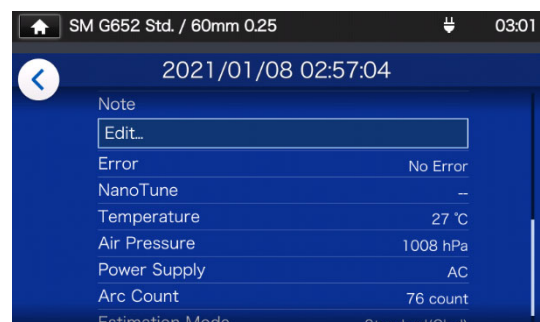 SM G652 Std. / 60mm 0.25 03:01
2021/01/08 02:57:04
Note
Edit...
Error No Error
NanoTune --
Temperature 27 ℃
Air Pressure 1008 hPa
Power Supply AC
Arc Count 76 count
Estimation Mode